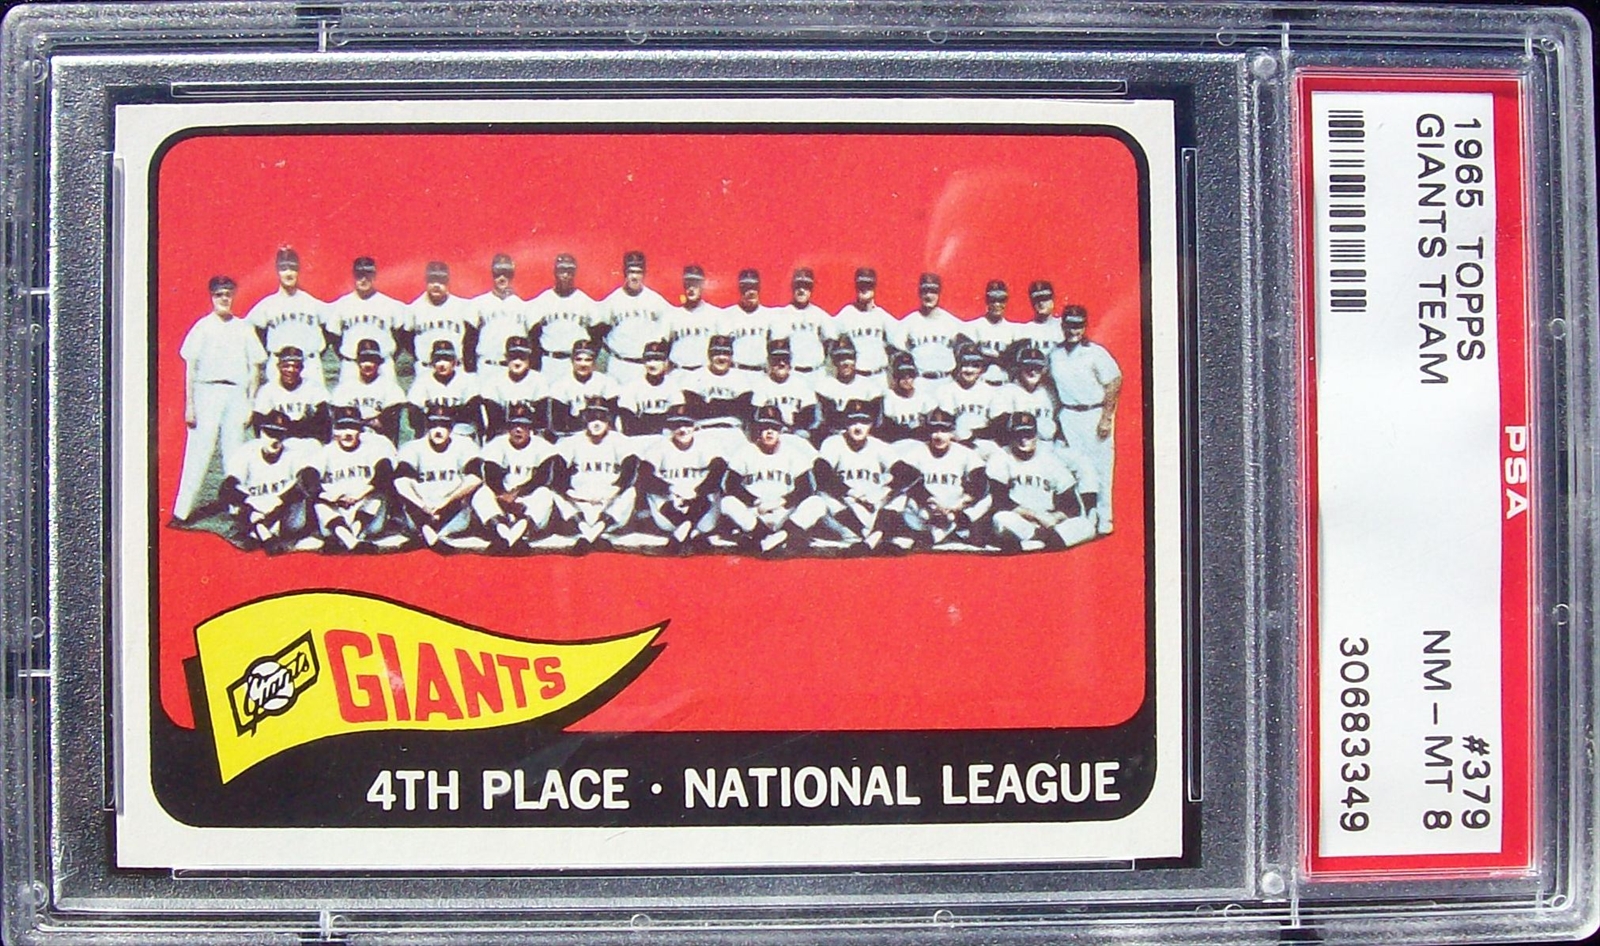 GIANTS
Giants
4TH PLACE · NATIONAL LEAGUE
1965 TOPPS #379
GIANTS TEAM NM - MT 8
30683349
PSA